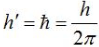 h' = ħ = h/2π